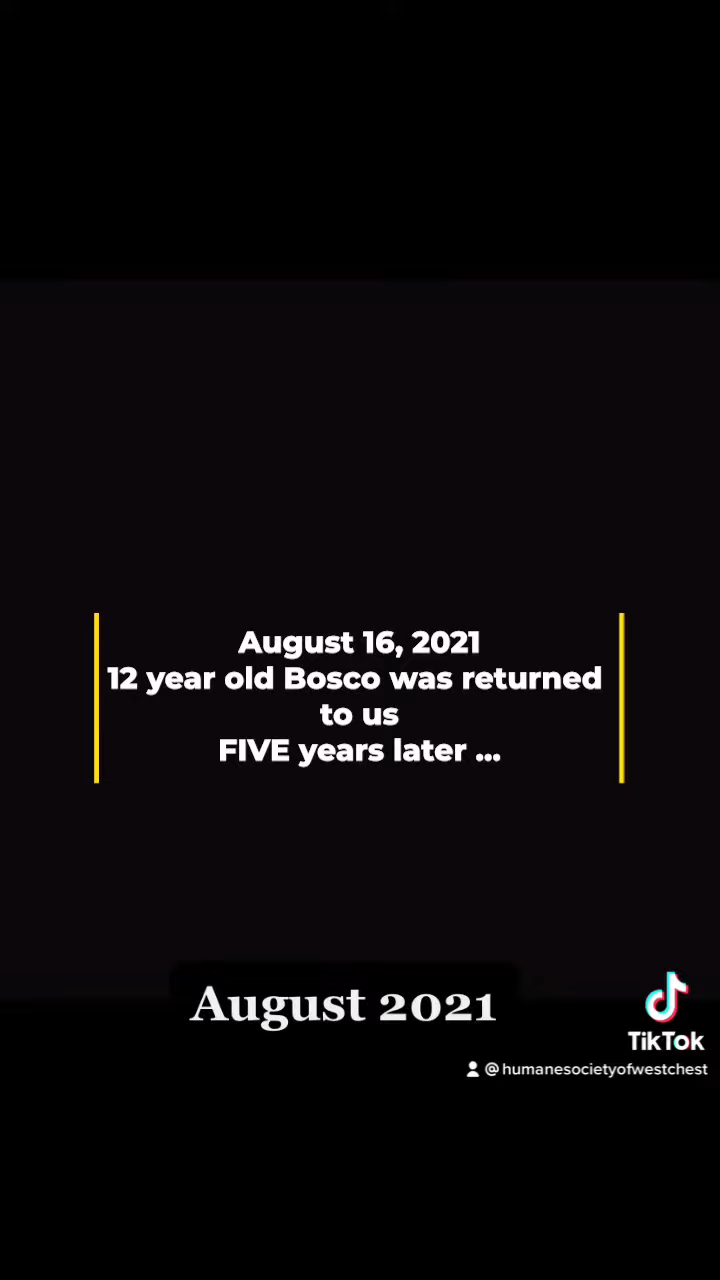 August 16, 2021
12 year old Bosco was returned
to us
FIVE years later ...
August 2021
TikTok
@humanesocietyofwestchest